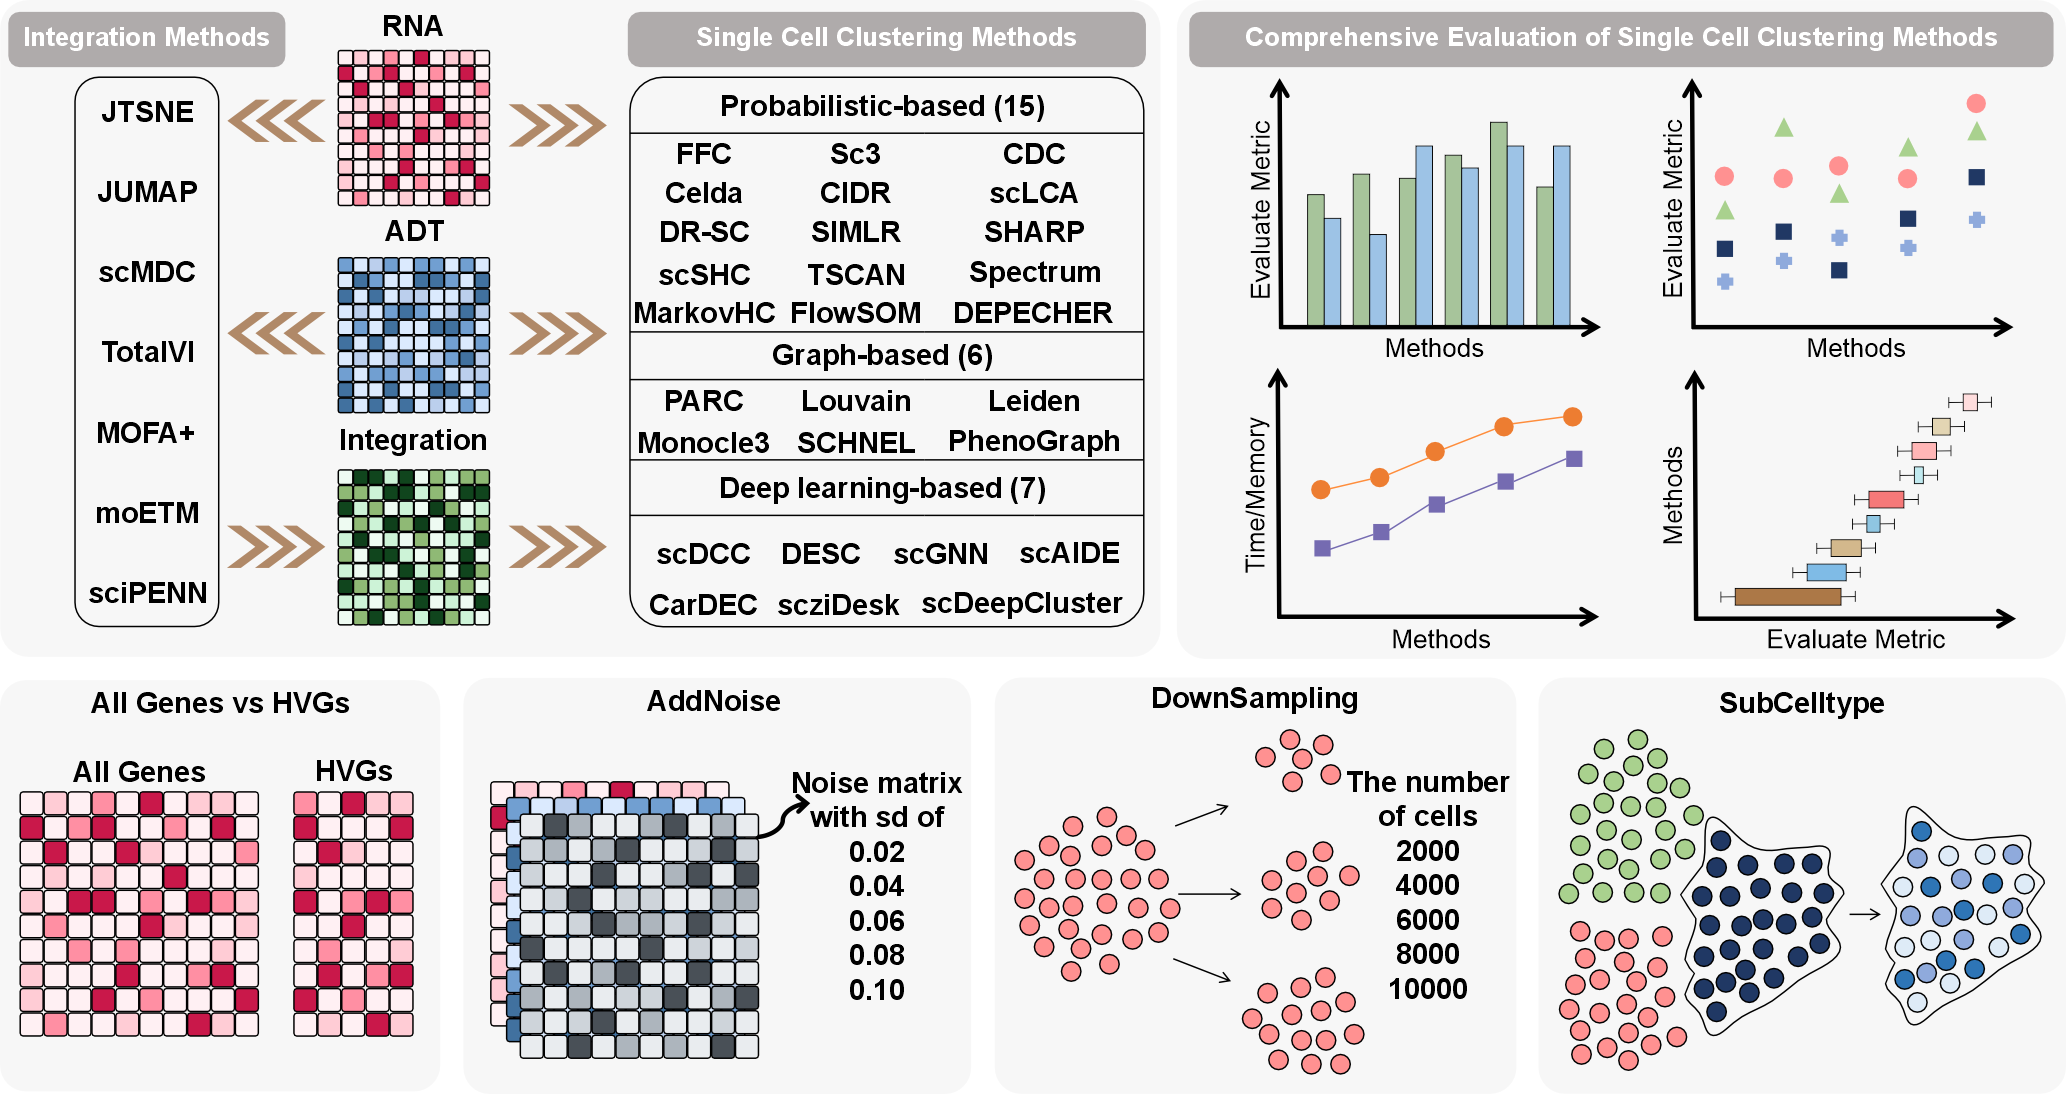 Integration Methods
JTSNE
JUMAP
scMDC
TotalVI
MOFA+
moETM
sciPENN
RNA
ADT
Integration
Single Cell Clustering Methods
Probabilistic-based (15)
FFC Sc3 CDC
Celda CIDR scLCA
DR-SC SIMLR SHARP
scSHC TSCAN Spectrum
MarkovHC FlowSOM DEPECHER
Graph-based (6)
PARC Louvain Leiden
Monocle3 SCHNEL PhenoGraph
Deep learning-based (7)
scDCC DESC scGNN scAIDE
CarDEC scziDesk scDeepCluster
Comprehensive Evaluation of Single Cell Clustering Methods
Evaluate Metric
Methods
Evaluate Metric
Methods
Time/Memory
Methods
Methods
Evaluate Metric
All Genes vs HVGs
All Genes
HVGs
AddNoise
Noise matrix
with sd of
0.02
0.04
0.06
0.08
0.10
DownSampling
The number
of cells
2000
4000
6000
8000
10000
SubCelltype